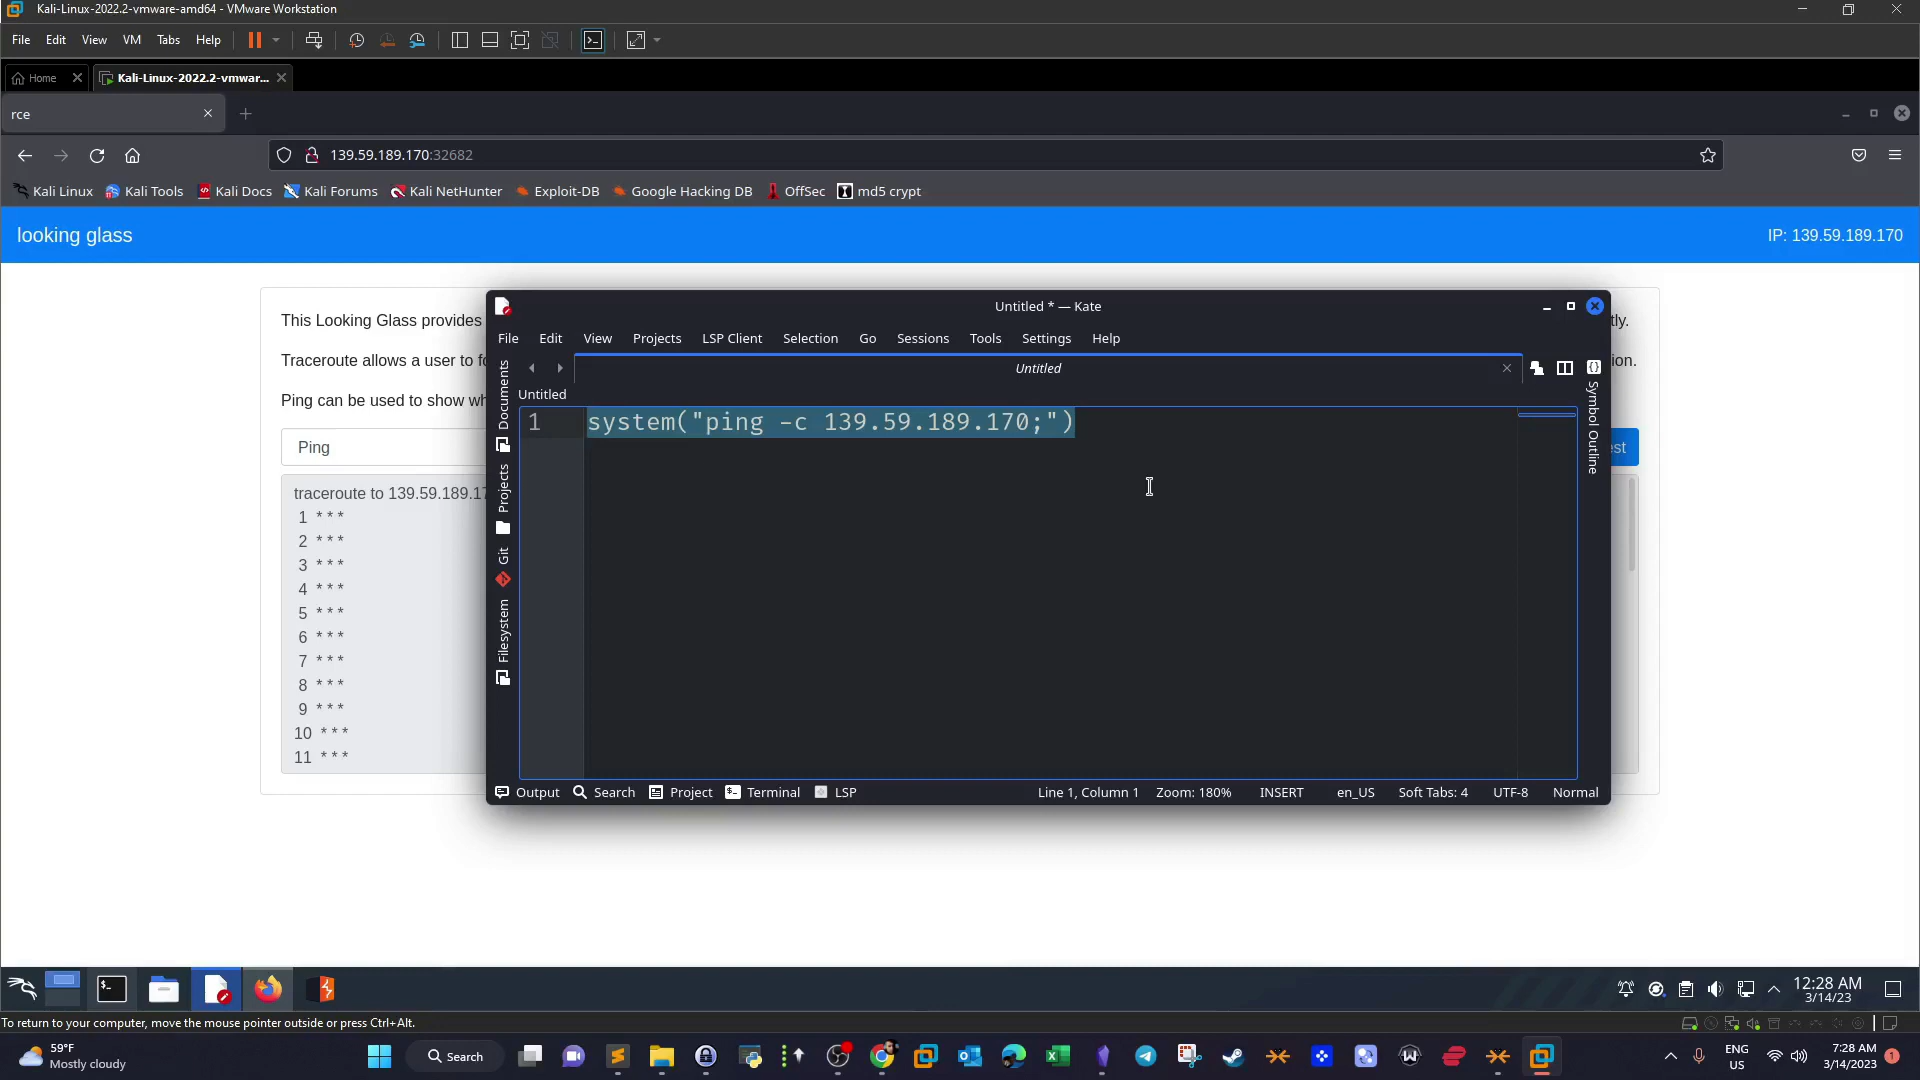 Kali-Linux-2022.2-vmware-amd64 - VMware Workstation
File Edit View VM Tabs Help
Home
Kali-Linux-2022.2-vmwar...
rce
139.59.189.170:32682
Kali Linux Kali Tools Kali Docs Kali Forums Kali NetHunter Exploit-DB Google Hacking DB OffSec md5 crypt
looking glass
IP: 139.59.189.170
This Looking Glass provides
tly.
Traceroute allows a user to fo
ion.
Ping can be used to show wh
Ping
st
traceroute to 139.59.189.17
1 * * *
2 * * *
3 * * *
4 * * *
5 * * *
6 * * *
7 * * *
8 * * *
9 * * *
10 * * *
11 * * *
Untitled * — Kate
File Edit View Projects LSP Client Selection Go Sessions Tools Settings Help
Untitled
Untitled
Documents
Projects
Git
Filesystem
Symbol Outline
1 system("ping -c 139.59.189.170;")
Output Search Project Terminal LSP
Line 1, Column 1 Zoom: 180% INSERT en_US Soft Tabs: 4 UTF-8 Normal
12:28 AM
3/14/23
To return to your computer, move the mouse pointer outside or press Ctrl+Alt.
59°F
Mostly cloudy
Search
ENG
US
7:28 AM
3/14/2023
1